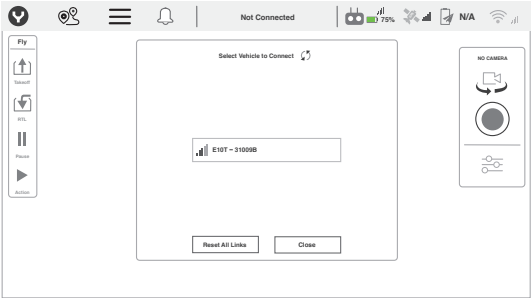 Not Connected
75%
N/A
Fly
Takeoff
RTL
Pause
Action
Select Vehicle to Connect
E10T – 31009B
Reset All Links
Close
NO CAMERA